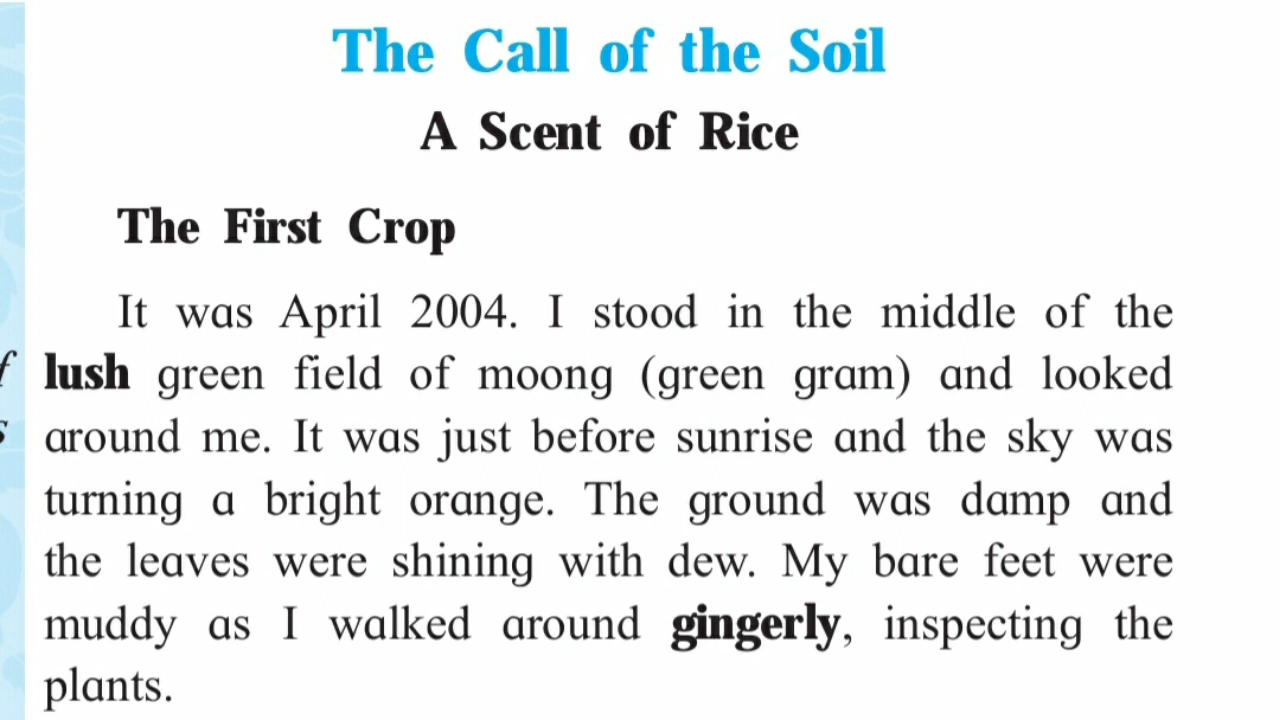 The Call of the Soil
A Scent of Rice
The First Crop
It was April 2004. I stood in the middle of the
lush green field of moong (green gram) and looked
around me. It was just before sunrise and the sky was
turning a bright orange. The ground was damp and
the leaves were shining with dew. My bare feet were
muddy as I walked around gingerly, inspecting the
plants.